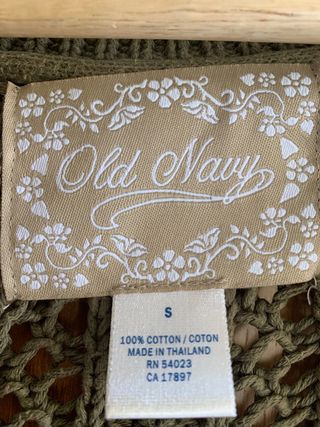 Old Navy
S
100% COTTON / COTON
MADE IN THAILAND
RN 54023
CA 17897